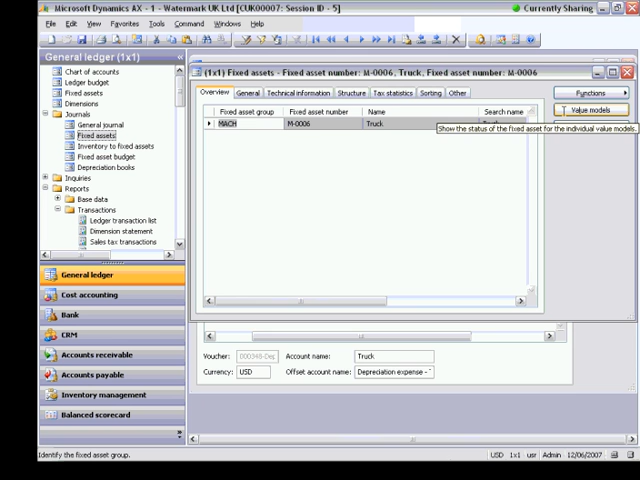 Microsoft Dynamics AX - 1 - Watermark UK Ltd [CUK00007: Session ID - 5]
Currently Sharing
File Edit View Favorites Tools Command Windows Help
General ledger (1x1)
Chart of accounts
Ledger budget
Fixed assets
Dimensions
Journals
General journal
Fixed assets
Inventory to fixed assets
Fixed asset budget
Depreciation books
Inquiries
Reports
Base data
Transactions
Ledger transaction list
Dimension statement
Sales tax transactions
General ledger
Cost accounting
Bank
CRM
Accounts receivable
Accounts payable
Inventory management
Balanced scorecard
Identify the fixed asset group.
(1x1) Fixed assets - Fixed asset number: M-0006, Truck, Fixed asset number: M-0006
Overview General Technical information Structure Tax statistics Sorting Other
Fixed asset group Fixed asset number Name Search name
MACH M-0006 Truck
Functions
Value models
Show the status of the fixed asset for the individual value models.
Voucher: 000348-Dep Account name: Truck
Currency: USD Offset account name: Depreciation expense -
USD 1x1 usr Admin 12/06/2007